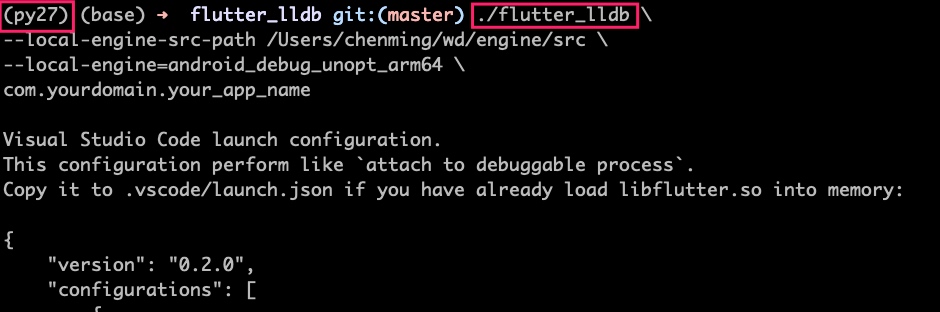 (py27) (base) ➜ flutter_lldb git:(master) ./flutter_lldb \
--local-engine-src-path /Users/chenming/wd/engine/src \
--local-engine=android_debug_unopt_arm64 \
com.yourdomain.your_app_name
Visual Studio Code launch configuration.
This configuration perform like `attach to debuggable process`.
Copy it to .vscode/launch.json if you have already load libflutter.so into memory:
{
"version": "0.2.0",
"configurations": [
{